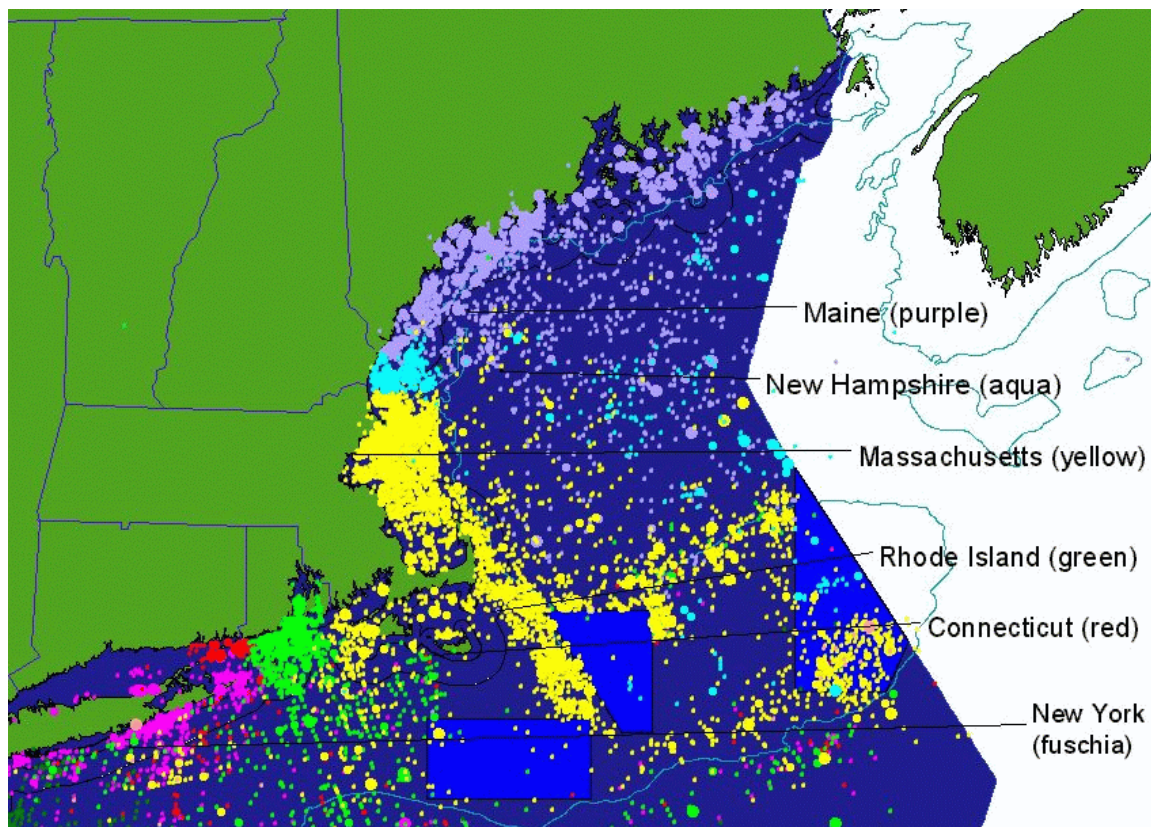 Maine (purple)
New Hampshire (aqua)
Massachusetts (yellow)
Rhode Island (green)
Connecticut (red)
New York
(fuschia)